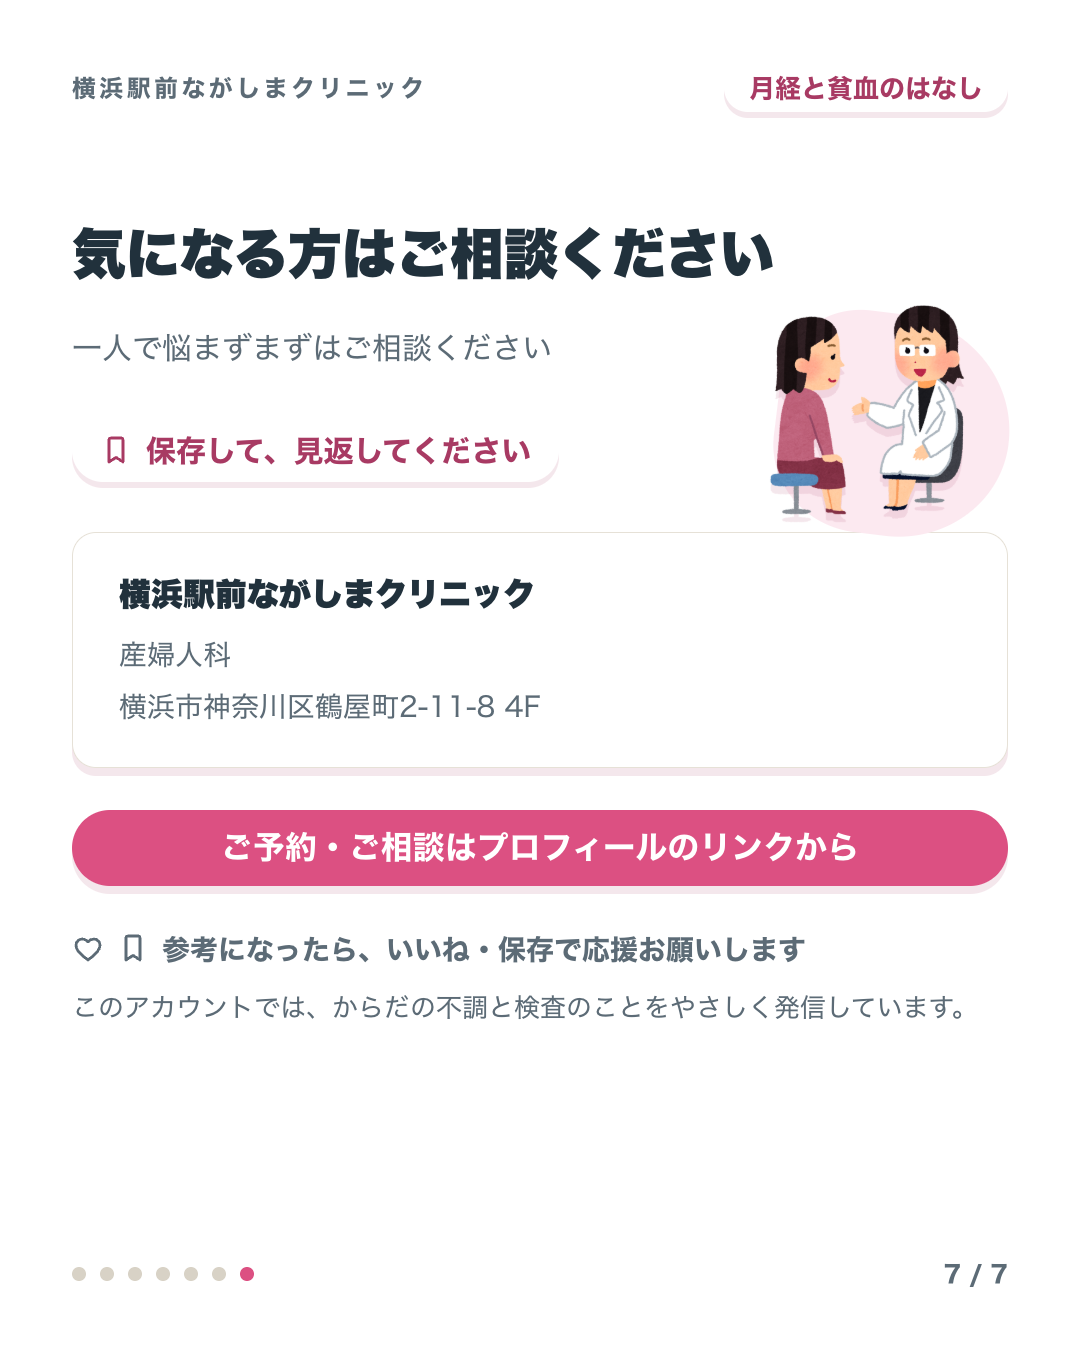 横浜駅前ながしまクリニック
月経と貧血のはなし
気になる方はご相談ください
一人で悩まずまずはご相談ください
保存して、見返してください
横浜駅前ながしまクリニック
産婦人科
横浜市神奈川区鶴屋町2-11-8 4F
ご予約・ご相談はプロフィールのリンクから
参考になったら、いいね・保存で応援お願いします
このアカウントでは、からだの不調と検査のことをやさしく発信しています。
7 / 7